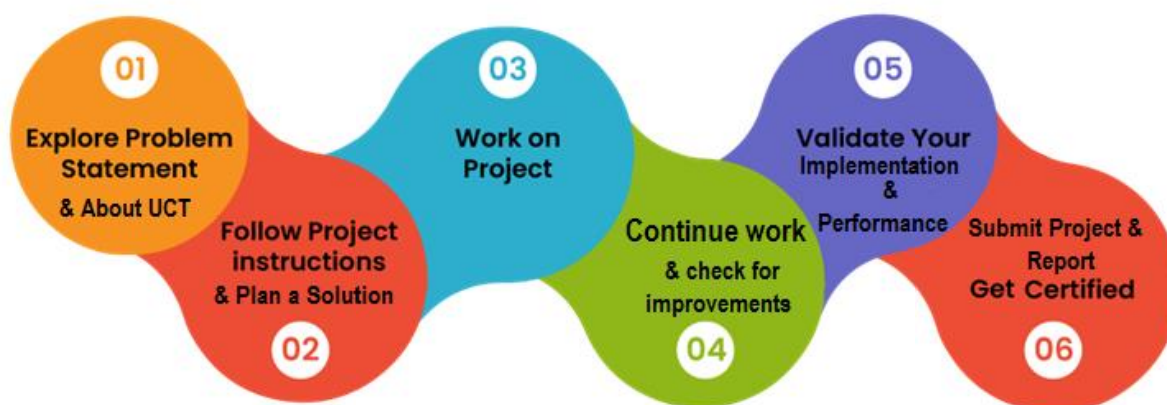 01
Explore Problem
Statement
& About UCT
Follow Project
instructions
& Plan a Solution
02
03
Work on
Project
Continue work
& check for
improvements
04
05
Validate Your
Implementation
&
Performance
Submit Project &
Report
Get Certified
06